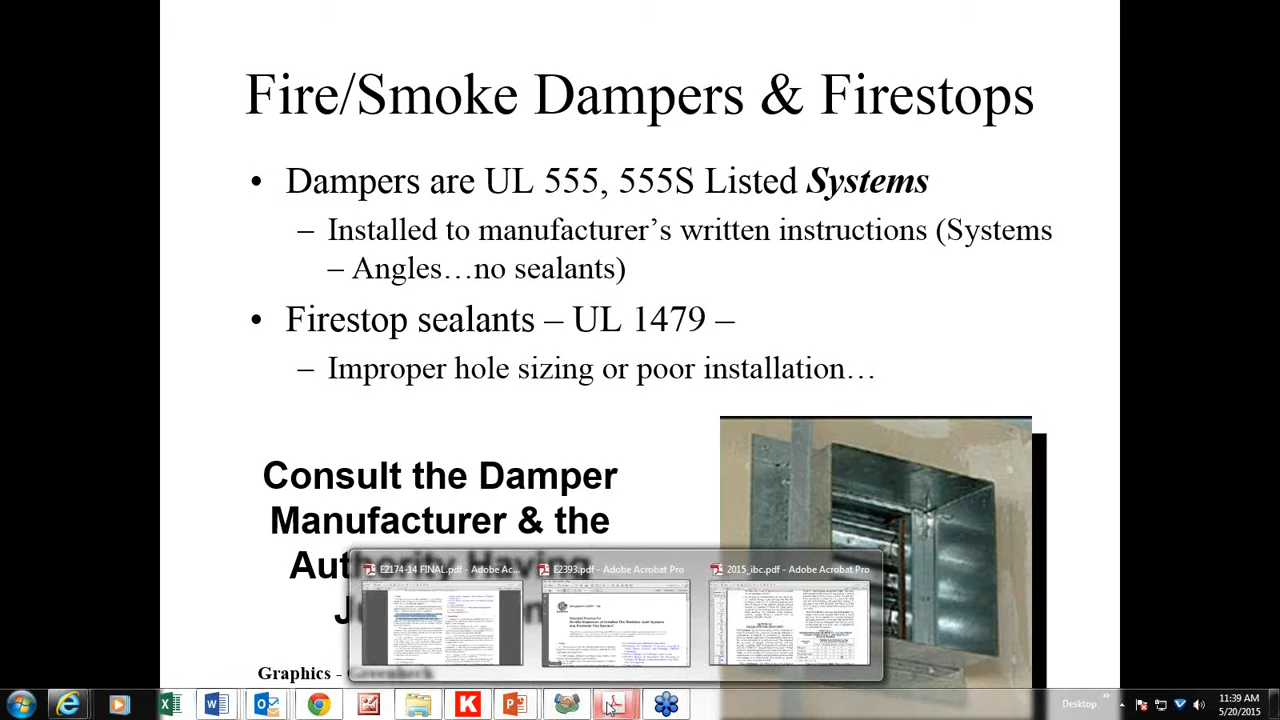 Fire/Smoke Dampers & Firestops
• Dampers are UL 555, 555S Listed Systems
– Installed to manufacturer's written instructions (Systems
– Angles…no sealants)
• Firestop sealants – UL 1479 –
– Improper hole sizing or poor installation…
Consult the Damper
Manufacturer & the
Authority Having
J
Graphics -
E2174-14 FINAL.pdf - Adobe Ac...
E2393.pdf - Adobe Acrobat Pro
2015_ibc.pdf - Adobe Acrobat Pro
Desktop
11:39 AM
5/20/2015